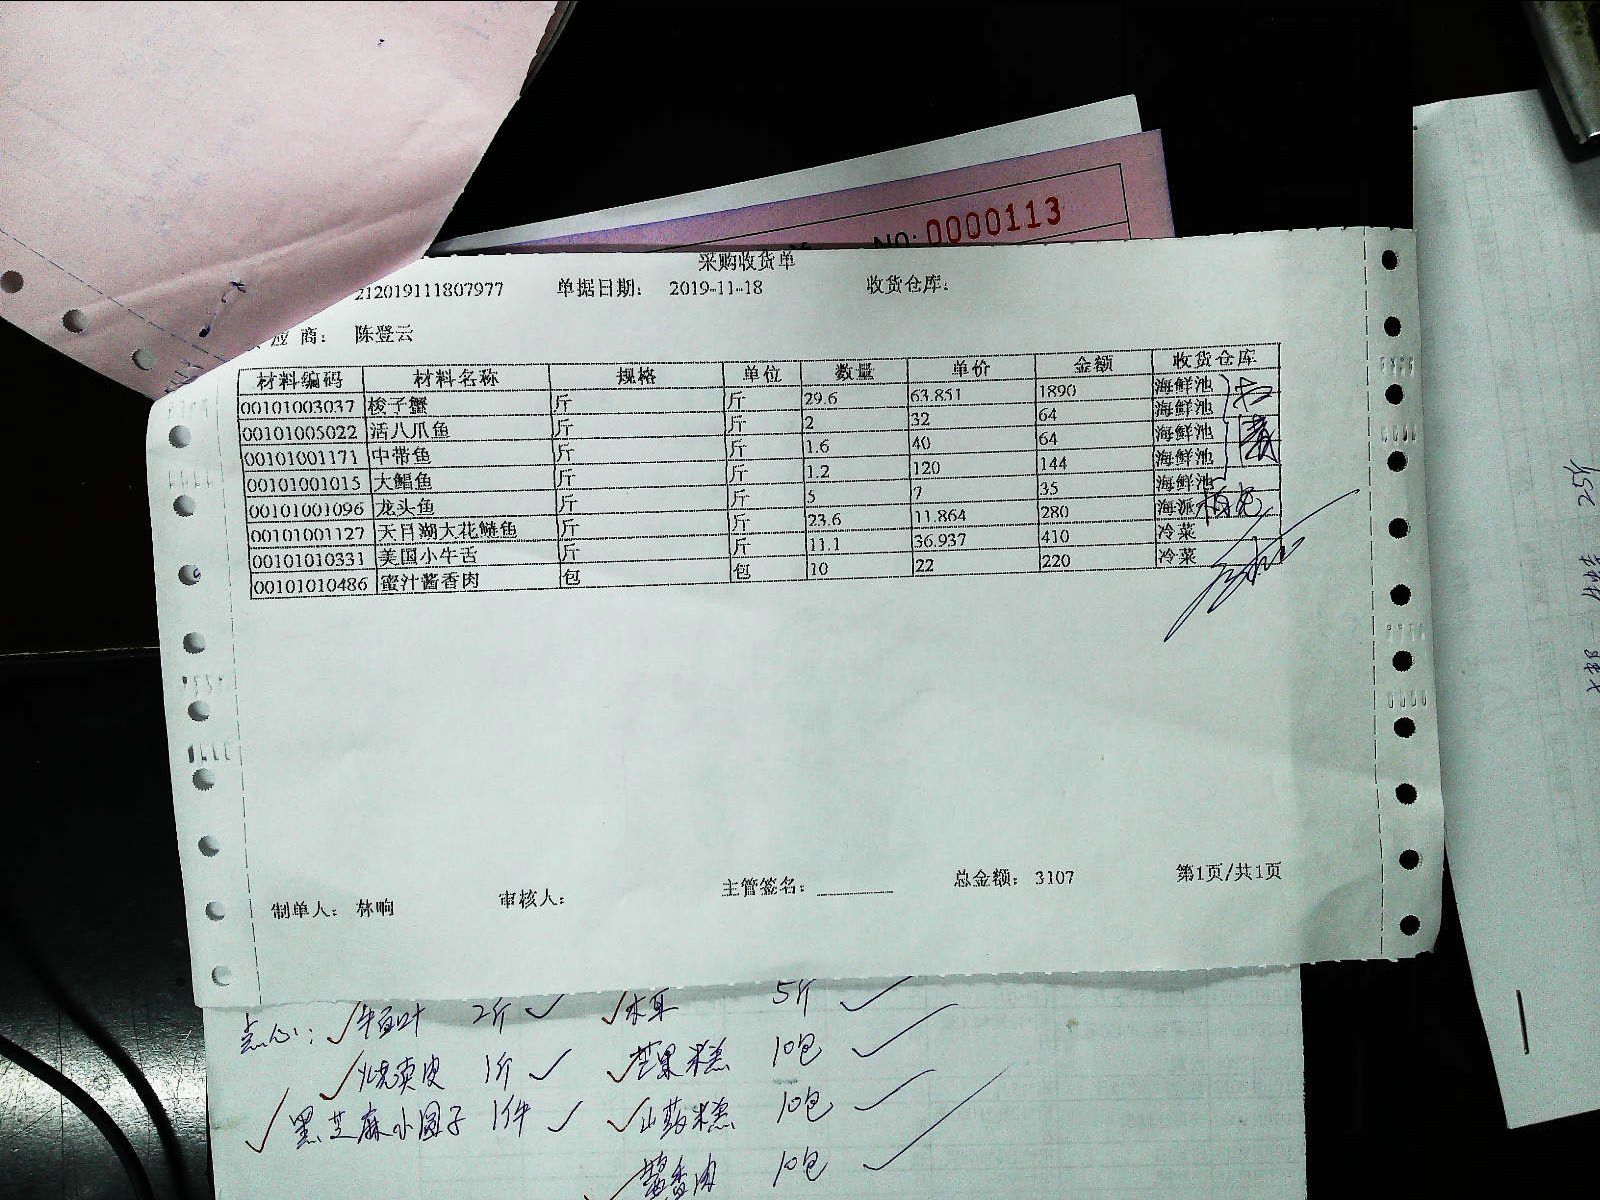 NO: 0000113
采购收货单
212019111807977 单据日期： 2019-11-18 收货仓库：
应 商： 陈登云
材料编码 材料名称 规格 单位 数量 单价 金额 收货仓库
00101003037 梭子蟹 斤 斤 29.6 63.851 1890 海鲜池
00101005022 活八爪鱼 斤 斤 2 32 64 海鲜池
00101001171 中带鱼 斤 斤 1.6 40 64 海鲜池
00101001015 大鲳鱼 斤 斤 1.2 120 144 海鲜池
00101001096 龙头鱼 斤 斤 5 7 35 海鲜池
00101001127 天目湖大花鲢鱼 斤 斤 23.6 11.864 280 海派
00101010331 美国小牛舌 斤 斤 11.1 36.937 410 冷菜
00101010486 蜜汁酱香肉 包 包 10 22 220 冷菜
制单人： 林响 审核人： 主管签名： 总金额： 3107 第1页/共1页
点心： 牛百叶 2斤 木耳 5斤
烧卖皮 1斤 芒果糕 10包
黑芝麻小圆子 1件 山药糕 10包
酱香肉 10包